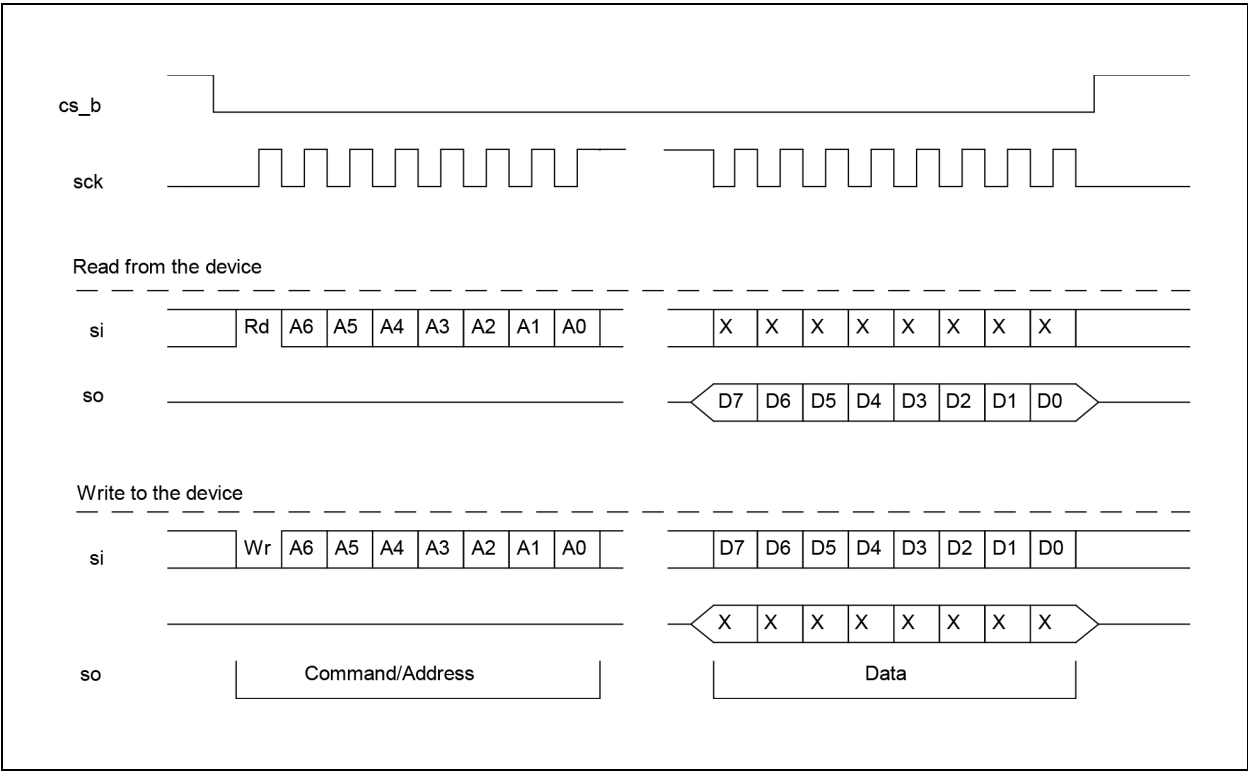 cs_b
sck
Read from the device
si Rd A6 A5 A4 A3 A2 A1 A0 X X X X X X X X
so D7 D6 D5 D4 D3 D2 D1 D0
Write to the device
si Wr A6 A5 A4 A3 A2 A1 A0 D7 D6 D5 D4 D3 D2 D1 D0
X X X X X X X X
so Command/Address Data